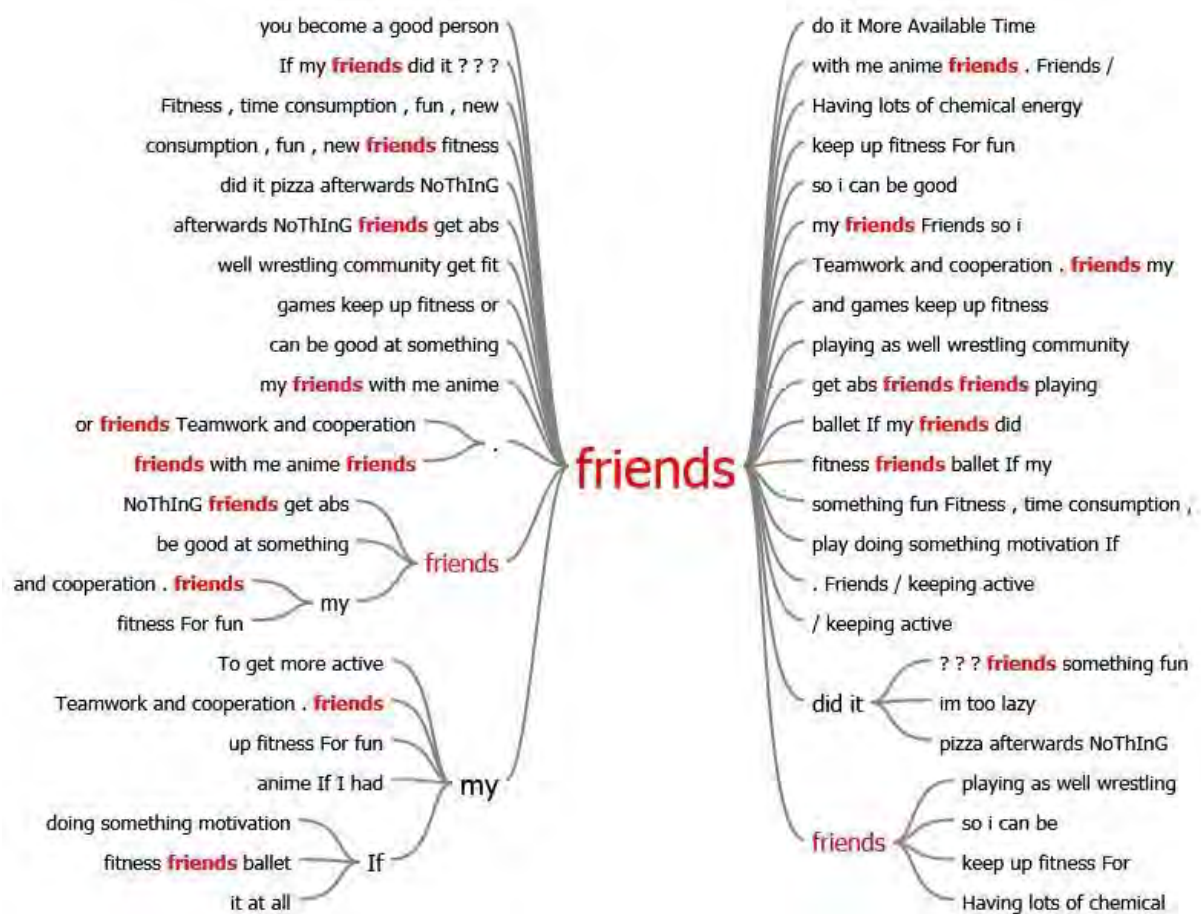 you become a good person
If my friends did it ? ? ?
Fitness , time consumption , fun , new
consumption , fun , new friends fitness
did it pizza afterwards NoThInG
afterwards NoThInG friends get abs
well wrestling community get fit
games keep up fitness or
can be good at something
my friends with me anime
or friends Teamwork and cooperation
friends with me anime friends
.
NoThInG friends get abs
be good at something
friends
and cooperation . friends
my
fitness For fun
To get more active
Teamwork and cooperation . friends
up fitness For fun
anime If I had
my
doing something motivation
fitness friends ballet
If
it at all
friends
do it More Available Time
with me anime friends . Friends /
Having lots of chemical energy
keep up fitness For fun
so i can be good
my friends Friends so i
Teamwork and cooperation . friends my
and games keep up fitness
playing as well wrestling community
get abs friends friends playing
ballet If my friends did
fitness friends ballet If my
something fun Fitness , time consumption ,
play doing something motivation If
. Friends / keeping active
/ keeping active
did it
? ? ? friends something fun
im too lazy
pizza afterwards NoThInG
friends
playing as well wrestling
so i can be
keep up fitness For
Having lots of chemical